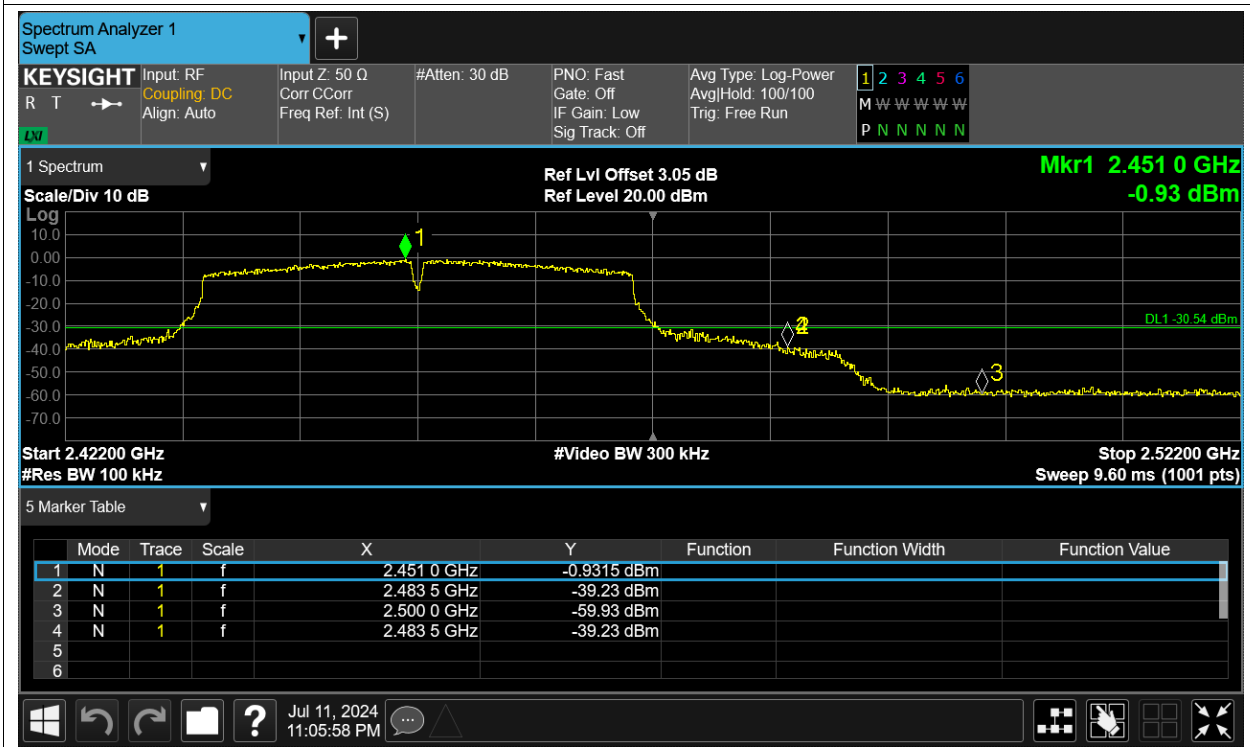 Spectrum Analyzer 1
Swept SA
KEYSIGHT
R T
LXI
Input: RF
Coupling: DC
Align: Auto
Input Z: 50 Ω
Corr CCorr
Freq Ref: Int (S)
#Atten: 30 dB
PNO: Fast
Gate: Off
IF Gain: Low
Sig Track: Off
Avg Type: Log-Power
Avg|Hold: 100/100
Trig: Free Run
1 2 3 4 5 6
M W W W W W
P N N N N N
1 Spectrum
Scale/Div 10 dB
Ref Lvl Offset 3.05 dB
Ref Level 20.00 dBm
Mkr1 2.451 0 GHz
-0.93 dBm
Log
10.0
0.00
-10.0
-20.0
-30.0
-40.0
-50.0
-60.0
-70.0
1
3
DL1 -30.54 dBm
Start 2.42200 GHz
#Res BW 100 kHz
#Video BW 300 kHz
Stop 2.52200 GHz
Sweep 9.60 ms (1001 pts)
5 Marker Table
Mode Trace Scale X Y Function Function Width Function Value
1 N 1 f 2.451 0 GHz -0.9315 dBm
2 N 1 f 2.483 5 GHz -39.23 dBm
3 N 1 f 2.500 0 GHz -59.93 dBm
4 N 1 f 2.483 5 GHz -39.23 dBm
5
6
?
Jul 11, 2024
11:05:58 PM